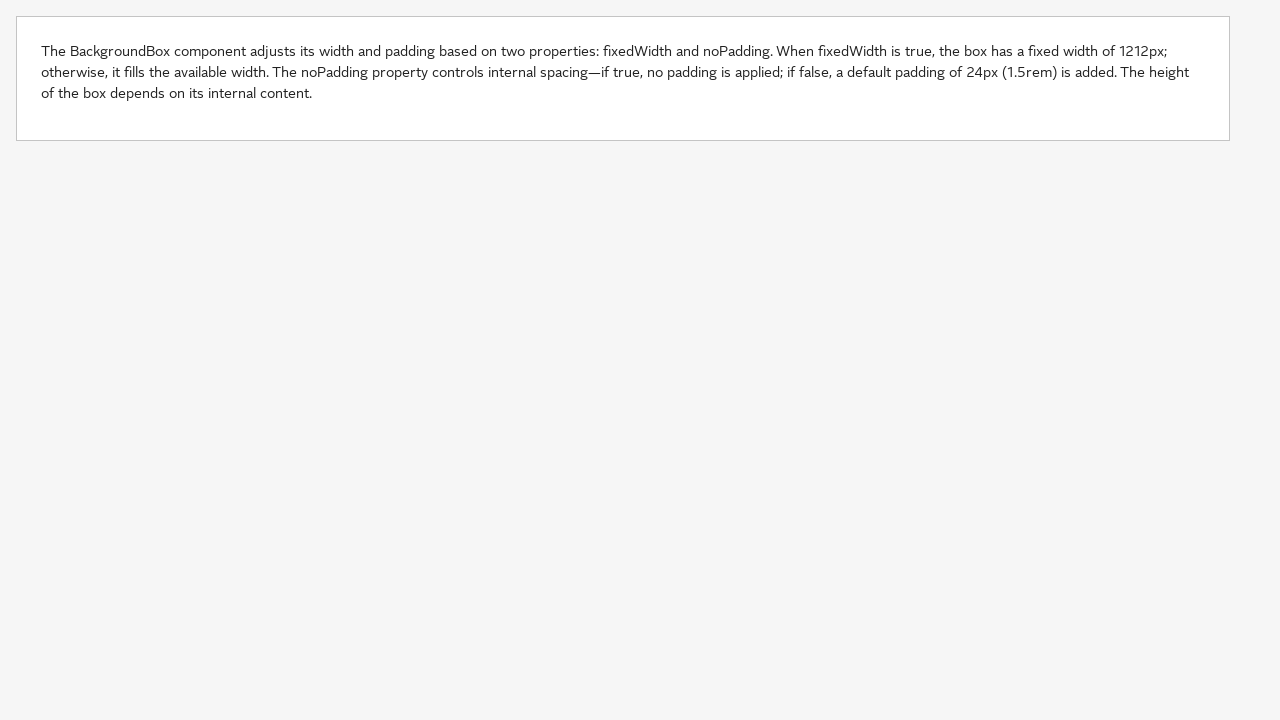 The BackgroundBox component adjusts its width and padding based on two properties: fixedWidth and noPadding. When fixedWidth is true, the box has a fixed width of 1212px;
otherwise, it fills the available width. The noPadding property controls internal spacing—if true, no padding is applied; if false, a default padding of 24px (1.5rem) is added. The height
of the box depends on its internal content.